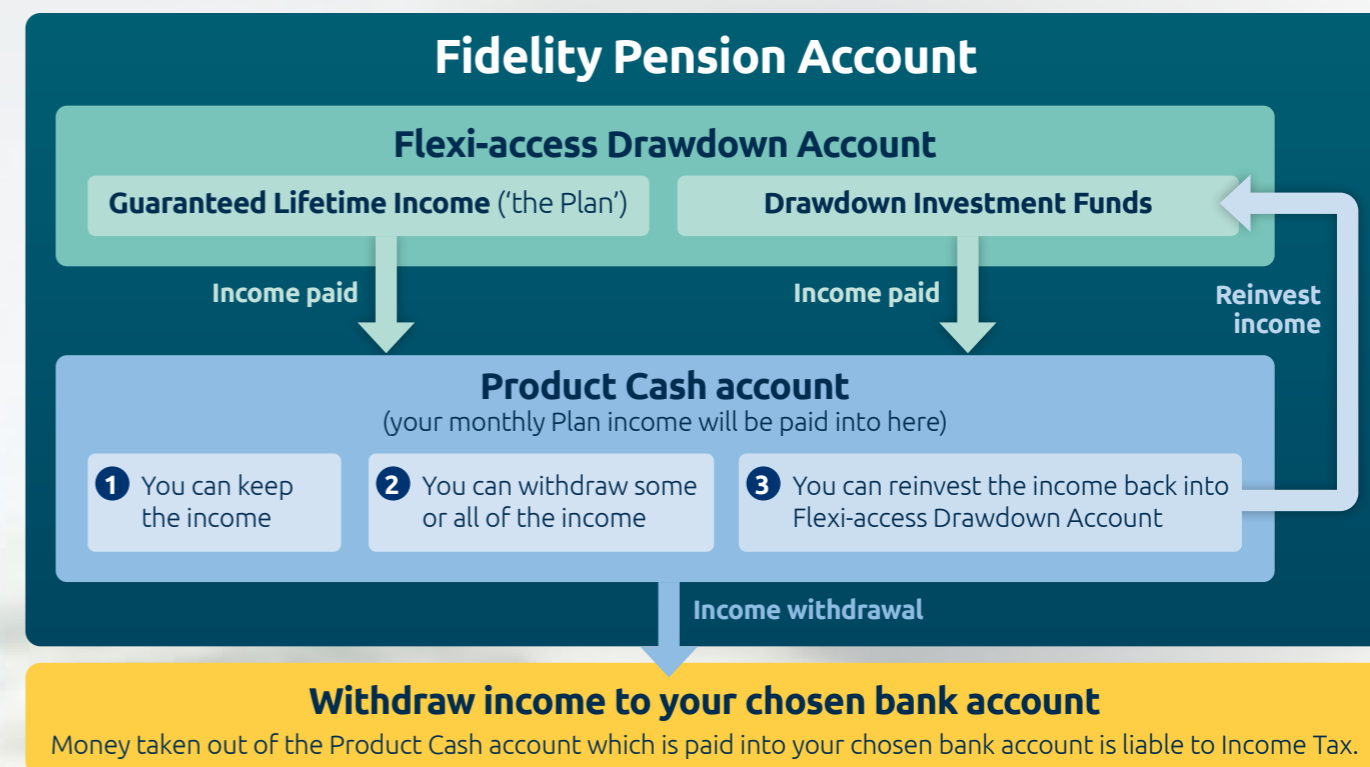 Fidelity Pension Account
Flexi-access Drawdown Account
Guaranteed Lifetime Income (‘the Plan’)
Drawdown Investment Funds
Income paid
Income paid
Reinvest
income
Product Cash account
(your monthly Plan income will be paid into here)
1 You can keep
the income
2 You can withdraw some
or all of the income
3 You can reinvest the income back into
Flexi-access Drawdown Account
Income withdrawal
Withdraw income to your chosen bank account
Money taken out of the Product Cash account which is paid into your chosen bank account is liable to Income Tax.